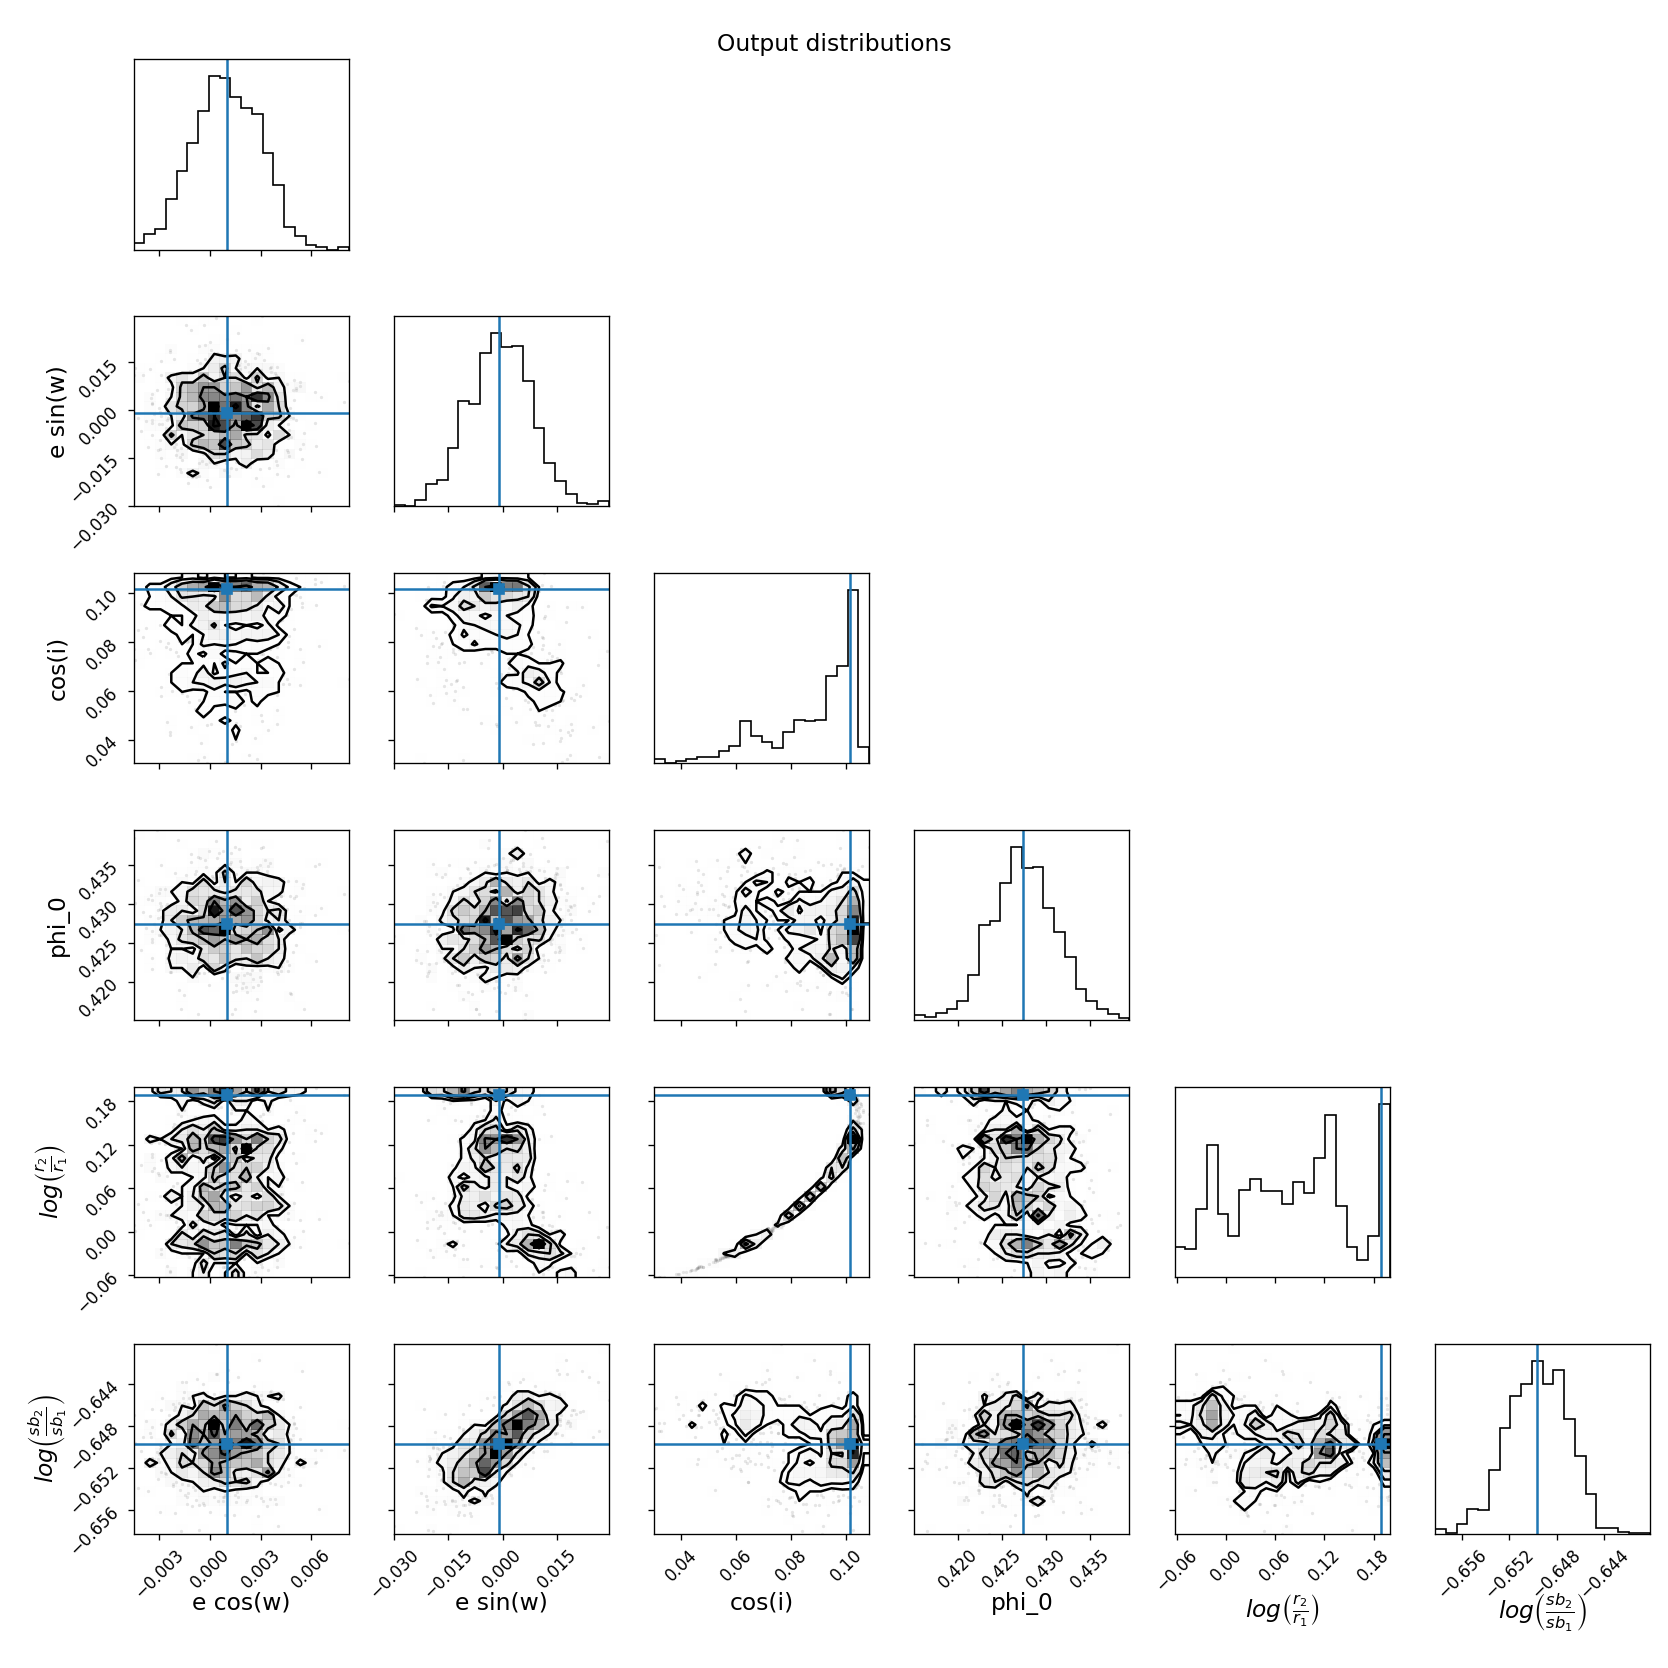 Output distributions
e sin(w)
0.015
0.000
−0.015
−0.030
cos(i)
0.10
0.08
0.06
0.04
phi_0
0.435
0.430
0.425
0.420
log(r₂/r₁)
0.18
0.12
0.06
0.00
−0.06
log(sb₂/sb₁)
−0.644
−0.648
−0.652
−0.656
−0.003 0.000 0.003 0.006 −0.030 −0.015 0.000 0.015 0.04 0.06 0.08 0.10 0.420 0.425 0.430 0.435 −0.06 0.00 0.06 0.12 0.18 −0.656 −0.652 −0.648 −0.644
e cos(w) e sin(w) cos(i) phi_0 log(r₂/r₁) log(sb₂/sb₁)